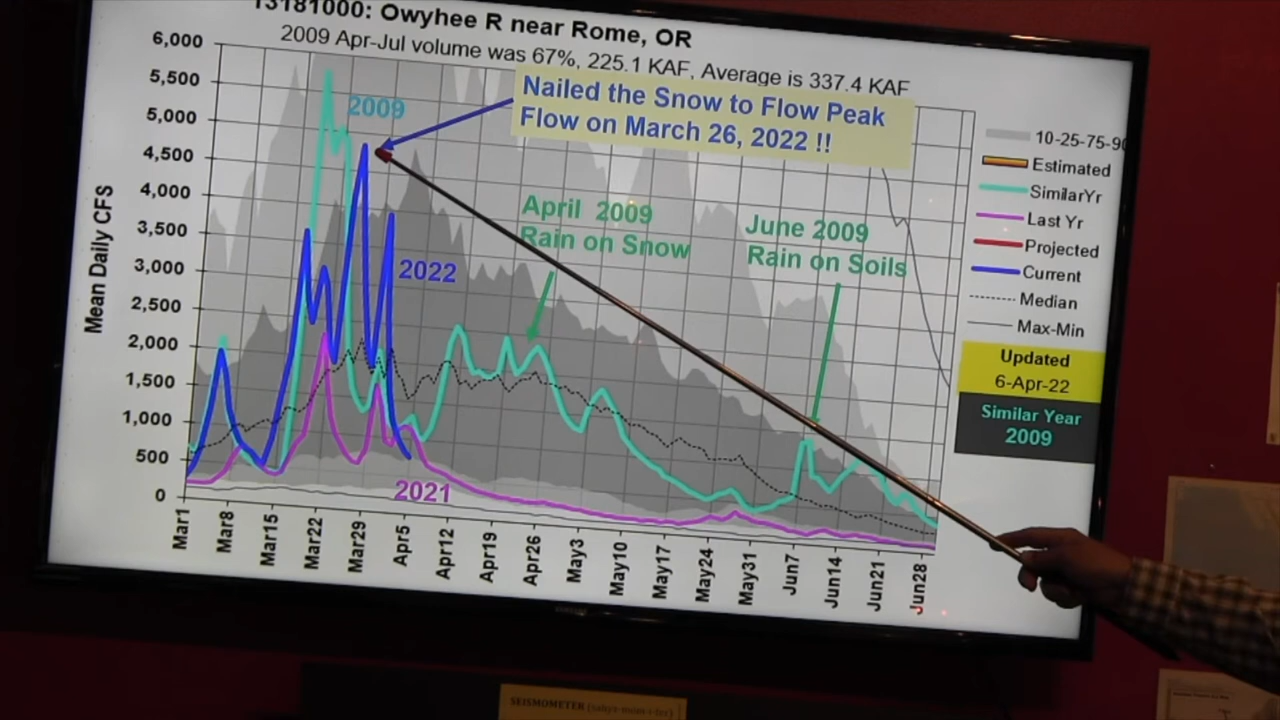 13181000: Owyhee R near Rome, OR
2009 Apr-Jul volume was 67%, 225.1 KAF, Average is 337.4 KAF
Nailed the Snow to Flow Peak
Flow on March 26, 2022 !!
2009
April 2009
Rain on Snow
June 2009
Rain on Soils
2022
2021
Mean Daily CFS
6,000
5,500
5,000
4,500
4,000
3,500
3,000
2,500
2,000
1,500
1,000
500
0
Mar1
Mar8
Mar15
Mar22
Mar29
Apr5
Apr12
Apr19
Apr26
May3
May10
May17
May24
May31
Jun7
Jun14
Jun21
Jun28
10-25-75-90
Estimated
SimilarYr
Last Yr
Projected
Current
Median
Max-Min
Updated
6-Apr-22
Similar Year
2009
SEISMOMETER